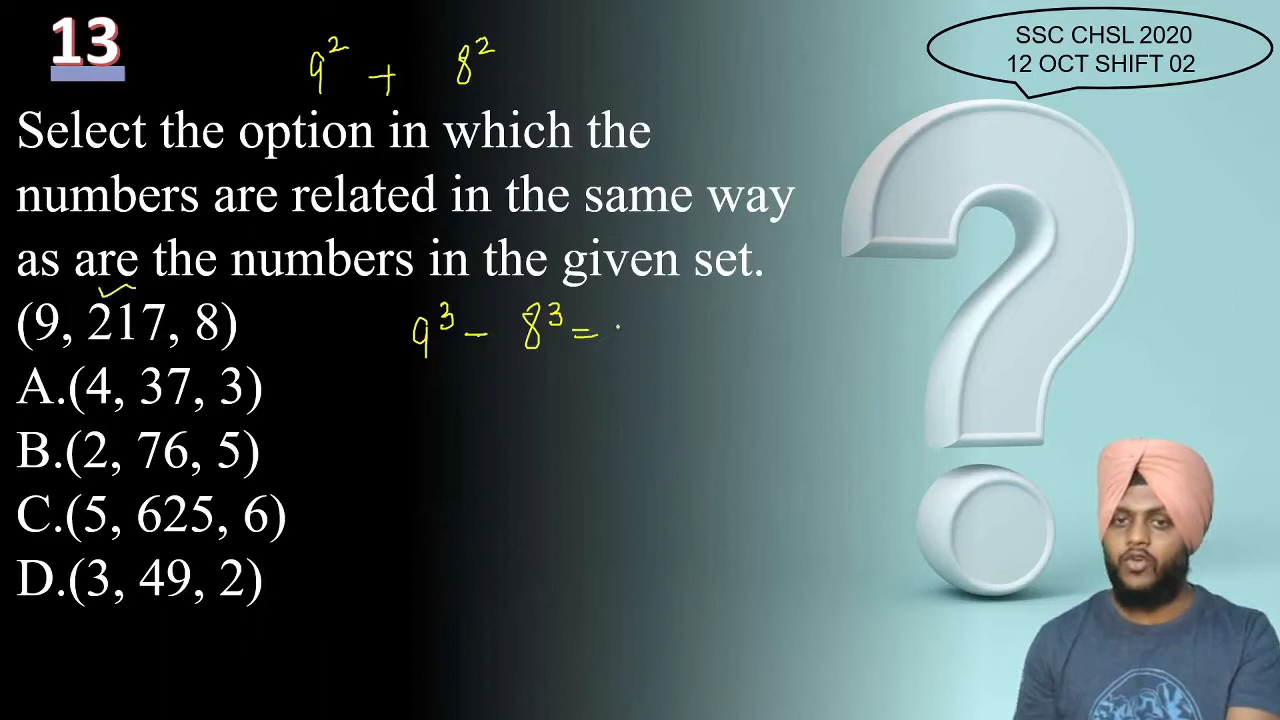 13
9² + 8²
SSC CHSL 2020
12 OCT SHIFT 02
Select the option in which the
numbers are related in the same way
as are the numbers in the given set.
(9, 217, 8)
9³ - 8³ =
A.(4, 37, 3)
B.(2, 76, 5)
C.(5, 625, 6)
D.(3, 49, 2)